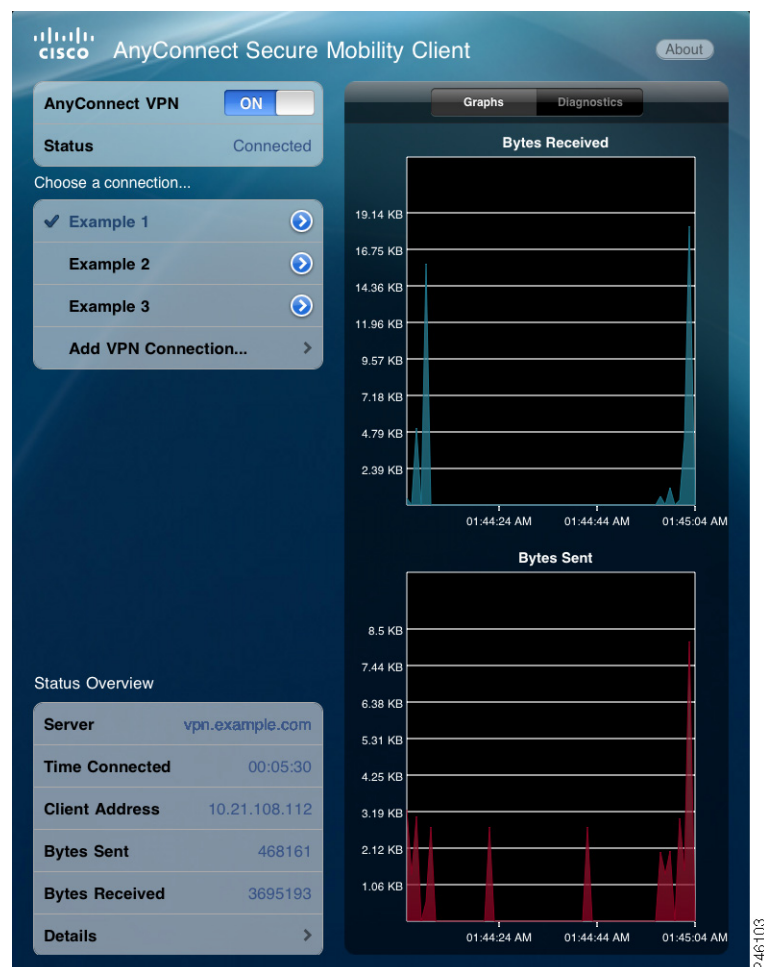 CISCO AnyConnect Secure Mobility Client About
AnyConnect VPN ON
Status Connected
Choose a connection...
Example 1
Example 2
Example 3
Add VPN Connection...
Status Overview
Server vpn.example.com
Time Connected 00:05:30
Client Address 10.21.108.112
Bytes Sent 468161
Bytes Received 3695193
Details
Graphs Diagnostics
Bytes Received
19.14 KB
16.75 KB
14.36 KB
11.96 KB
9.57 KB
7.18 KB
4.79 KB
2.39 KB
01:44:24 AM 01:44:44 AM 01:45:04 AM
Bytes Sent
8.5 KB
7.44 KB
6.38 KB
5.31 KB
4.25 KB
3.19 KB
2.12 KB
1.06 KB
01:44:24 AM 01:44:44 AM 01:45:04 AM